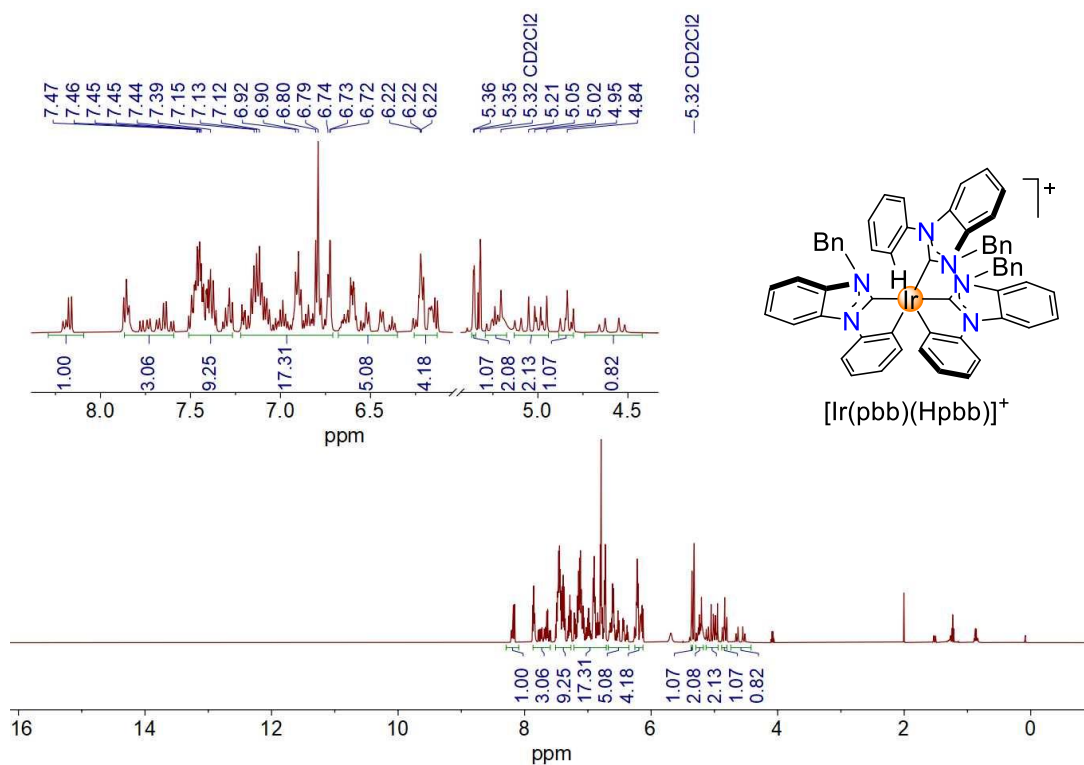 7.47 7.46 7.45 7.45 7.44 7.39 7.15 7.13 7.12 6.92 6.90 6.80 6.79 6.74 6.73 6.72 6.22 6.22 6.22 5.36 5.35 5.32 CD2Cl2 5.21 5.05 5.02 4.95 4.84 5.32 CD2Cl2
1.00 3.06 9.25 17.31 5.08 4.18 1.07 2.08 2.13 1.07 0.82
8.0 7.5 7.0 6.5 5.0 4.5
ppm
]+
N
Bn
Bn
N
H
N
N
Bn
Ir
N
N
[Ir(pbb)(Hpbb)]+
1.00 3.06 9.25 17.31 5.08 4.18 1.07 2.08 2.13 1.07 0.82
16 14 12 10 8 6 4 2 0
ppm